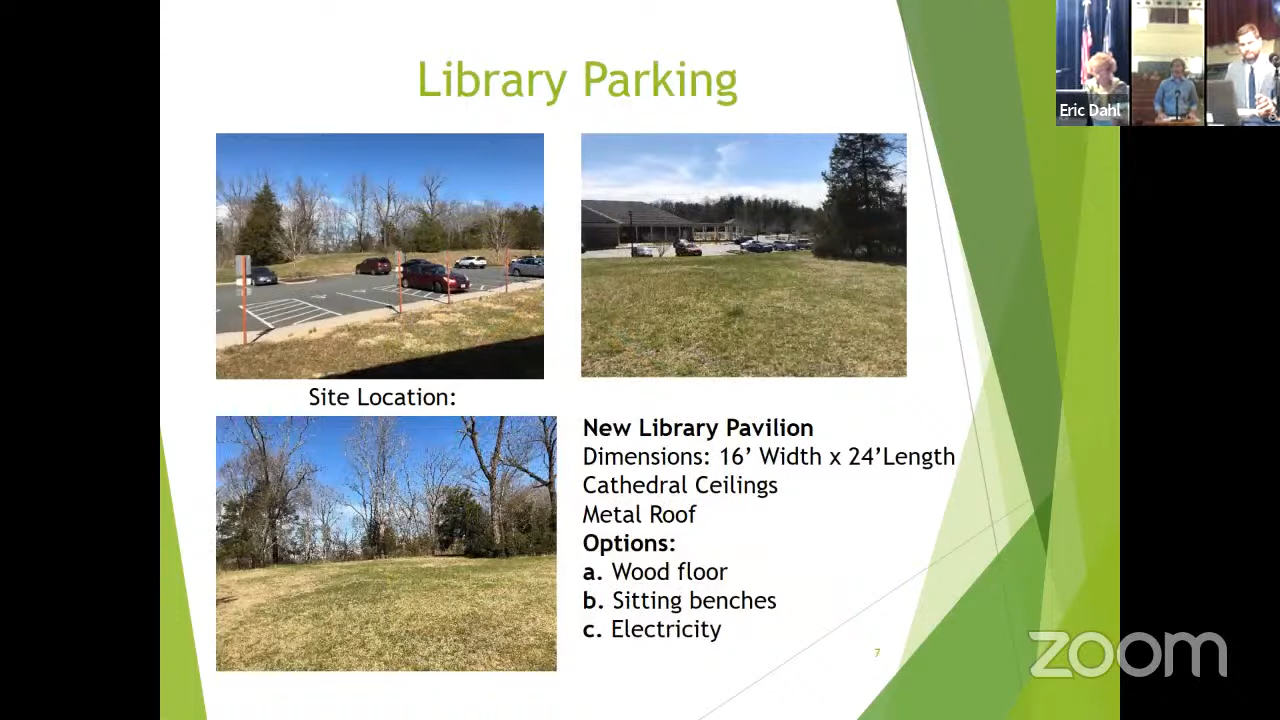 Library Parking
Eric Dahl
Site Location:
New Library Pavilion
Dimensions: 16’ Width x 24’Length
Cathedral Ceilings
Metal Roof
Options:
a. Wood floor
b. Sitting benches
c. Electricity
7
zoom